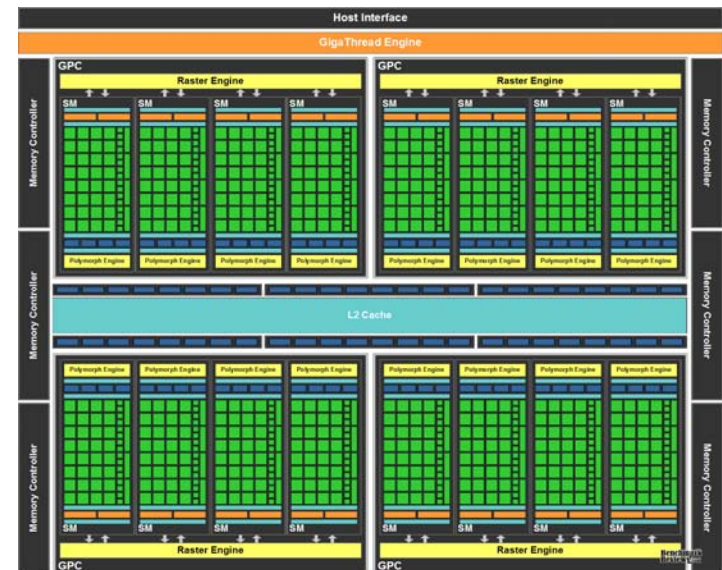 Host Interface
GigaThread Engine
Memory Controller
Memory Controller
Memory Controller
Memory Controller
Memory Controller
Memory Controller
GPC
Raster Engine
SM
SM
SM
SM
Polymorph Engine
Polymorph Engine
Polymorph Engine
Polymorph Engine
GPC
Raster Engine
SM
SM
SM
SM
Polymorph Engine
Polymorph Engine
Polymorph Engine
Polymorph Engine
L2 Cache
Polymorph Engine
Polymorph Engine
Polymorph Engine
Polymorph Engine
SM
SM
SM
SM
Raster Engine
GPC
Polymorph Engine
Polymorph Engine
Polymorph Engine
Polymorph Engine
SM
SM
SM
SM
Raster Engine
GPC
Benchmark